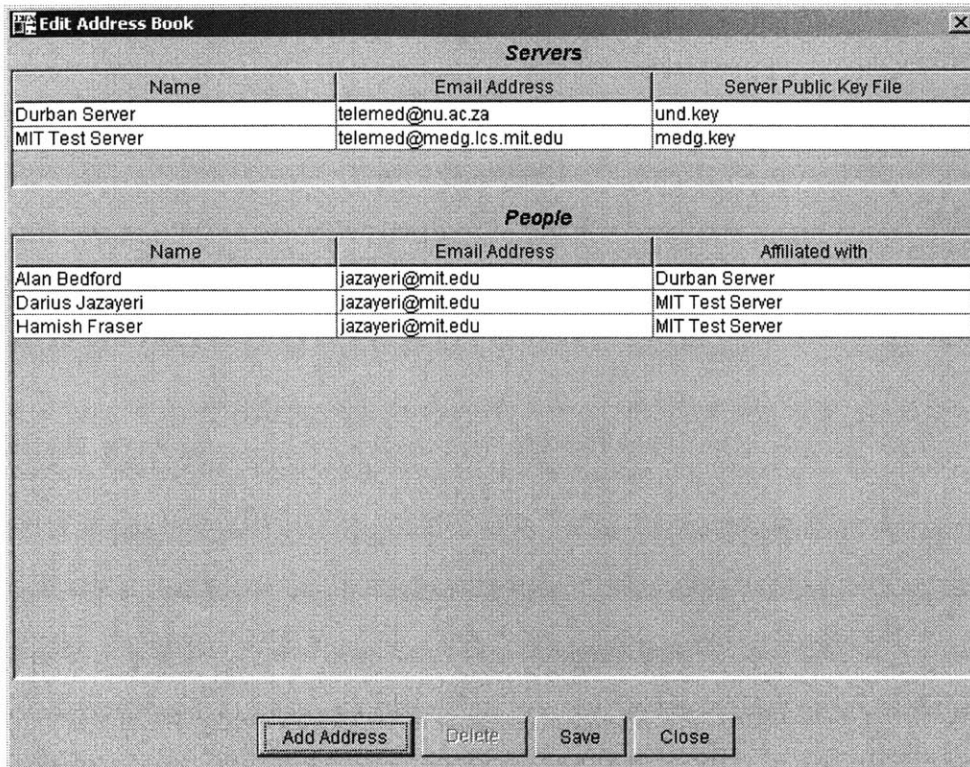 Edit Address Book
Servers
Name Email Address Server Public Key File
Durban Server telemed@nu.ac.za und.key
MIT Test Server telemed@medg.lcs.mit.edu medg.key
People
Name Email Address Affiliated with
Alan Bedford jazayeri@mit.edu Durban Server
Darius Jazayeri jazayeri@mit.edu MIT Test Server
Hamish Fraser jazayeri@mit.edu MIT Test Server
Add Address Delete Save Close